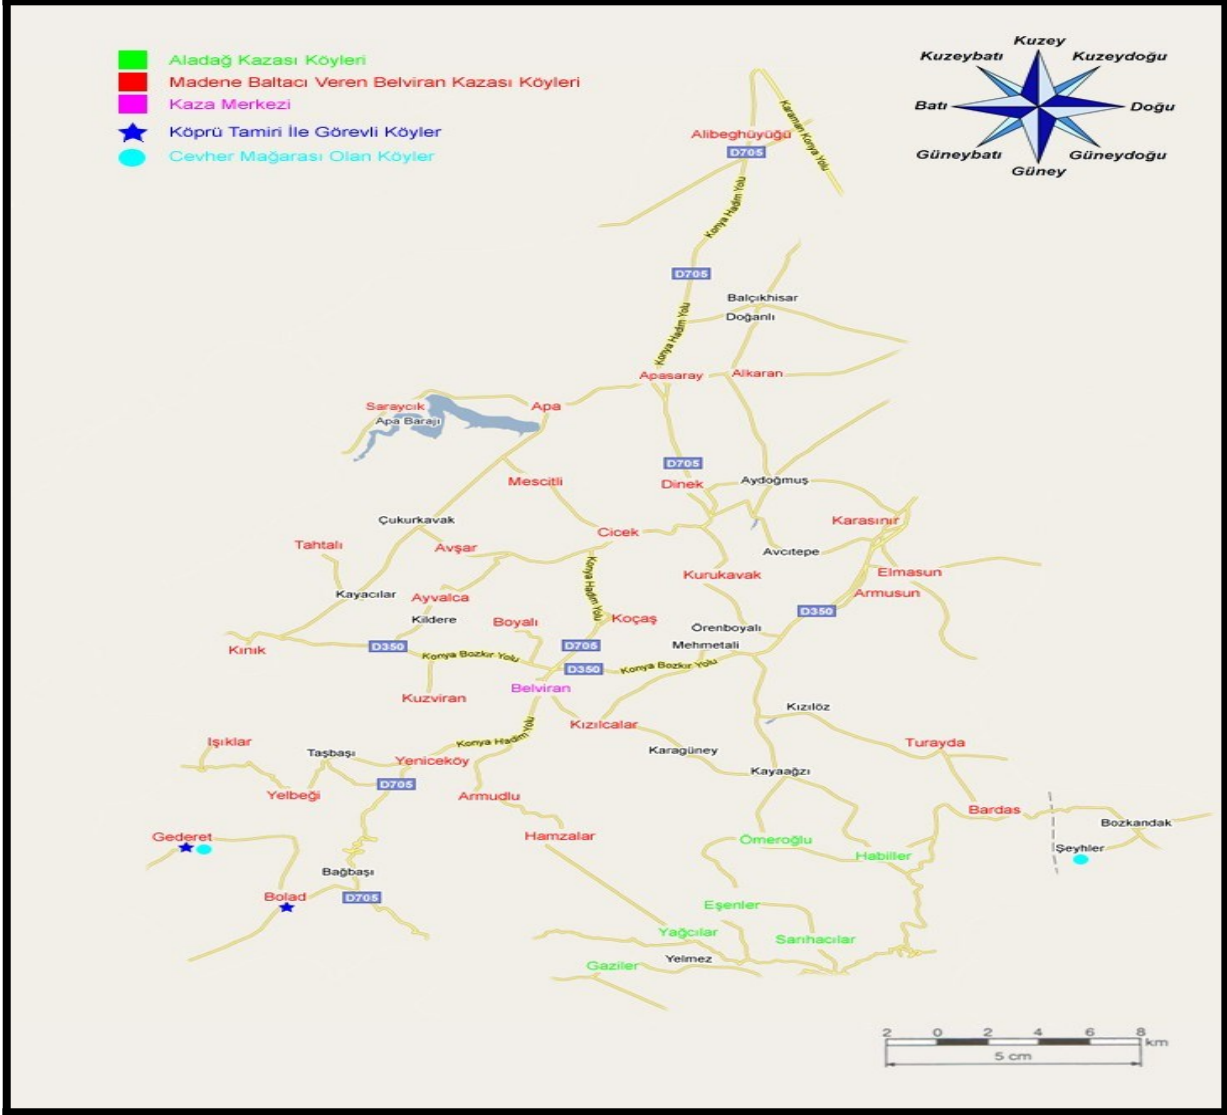 Aladağ Kazası Köyleri
Madene Baltacı Veren Belviran Kazası Köyleri
Kaza Merkezi
Köprü Tamiri İle Görevli Köyler
Cevher Mağarası Olan Köyler
Kuzey
Kuzeybatı
Kuzeydoğu
Batı
Doğu
Güneybatı
Güneydoğu
Güney
Karaman Konya Yolu
Alibeghüyüğü
D705
Konya Hadim Yolu
D705
Balçıkhisar
Doğanlı
Konya Hadim Yolu
Apasaray
Alkaran
Saraycık
Apa
Apa Barajı
D705
Mescitli
Dinek
Aydoğmuş
Çukurkavak
Cicek
Karasınır
Tahtalı
Avşar
Avcıtepe
Konya Hadim Yolu
Kurukavak
Elmasun
Kayacılar
Ayvalca
Armusun
D350
Kildere
Boyalı
Koçaş
Örenboyalı
Kınık
D350
D705
Mehmetali
Konya Bozkır Yolu
D350
Konya Bozkır Yolu
Belviran
Kuzviran
Kızılcalar
Kızılöz
Işıklar
Taşbaşı
Konya Hadim Yolu
Karagüney
Turayda
Yeniceköy
Kayaağzı
D705
Yelbeği
Armudlu
Bardas
Bozkandak
Gederet
Hamzalar
Ömeroğlu
Habiller
Şeyhler
Bağbaşı
Bolad
D705
Eşenler
Yağcılar
Sarıhacılar
Gaziler
Yelmez
2 0 2 4 6 8
km
5 cm